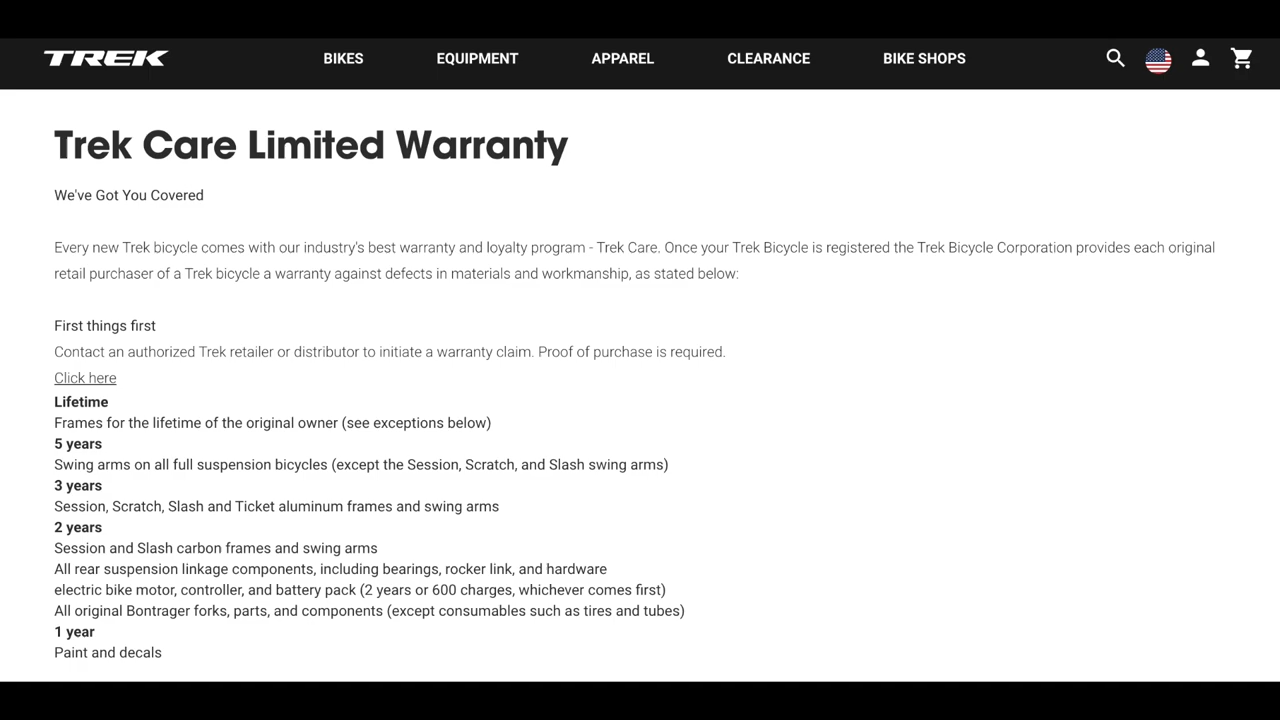 TREK
BIKES
EQUIPMENT
APPAREL
CLEARANCE
BIKE SHOPS
Trek Care Limited Warranty
We've Got You Covered
Every new Trek bicycle comes with our industry's best warranty and loyalty program - Trek Care. Once your Trek Bicycle is registered the Trek Bicycle Corporation provides each original
retail purchaser of a Trek bicycle a warranty against defects in materials and workmanship, as stated below:
First things first
Contact an authorized Trek retailer or distributor to initiate a warranty claim. Proof of purchase is required.
Click here
Lifetime
Frames for the lifetime of the original owner (see exceptions below)
5 years
Swing arms on all full suspension bicycles (except the Session, Scratch, and Slash swing arms)
3 years
Session, Scratch, Slash and Ticket aluminum frames and swing arms
2 years
Session and Slash carbon frames and swing arms
All rear suspension linkage components, including bearings, rocker link, and hardware
electric bike motor, controller, and battery pack (2 years or 600 charges, whichever comes first)
All original Bontrager forks, parts, and components (except consumables such as tires and tubes)
1 year
Paint and decals